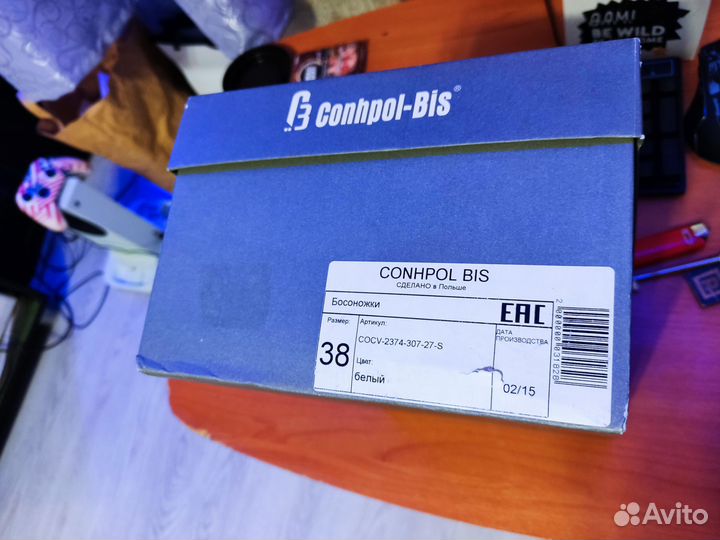 B.O.M!
BE WILD
Conhpol-Bis®
CONHPOL BIS
СДЕЛАНО в Польше
Босоножки
EAC
Размер:
Артикул:
ДАТА
ПРОИЗВОДСТВА
38
COCV-2374-307-27-S
Цвет:
белый
02/15
2000000031828
Avito